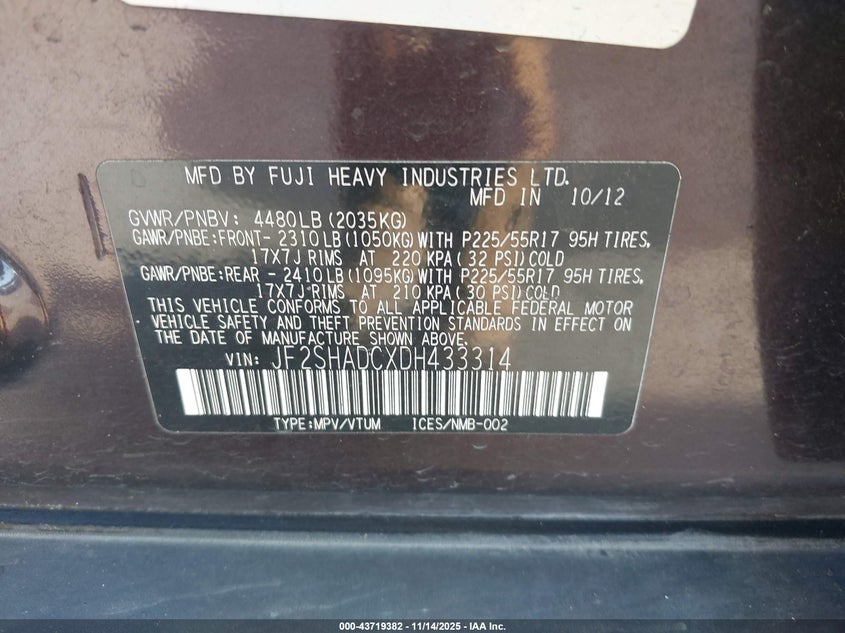 MFD BY FUJI HEAVY INDUSTRIES LTD.
MFD IN 10/12
GVWR/PNBV: 4480LB(2035KG)
GAWR/PNBE:FRONT- 2310LB(1050KG)WITH P225/55R17 95H TIRES,
17X7J RIMS AT 220 KPA(32 PSI)COLD
GAWR/PNBE:REAR -2410LB(1095KG)WITH P225/55R17 95H TIRES,
17X7J RIMS AT 210 KPA(30 PSI)COLD
THIS VEHICLE CONFORMS TO ALL APPLICABLE FEDERAL MOTOR
VEHICLE SAFETY AND THEFT PREVENTION STANDARDS IN EFFECT ON
THE DATE OF MANUFACTURE SHOWN ABOVE.
VIN: JF2SHADCXDH433314
TYPE:MPV/VTUM ICES/NMB-002
000-43719382 - 11/14/2025 - IAA Inc.